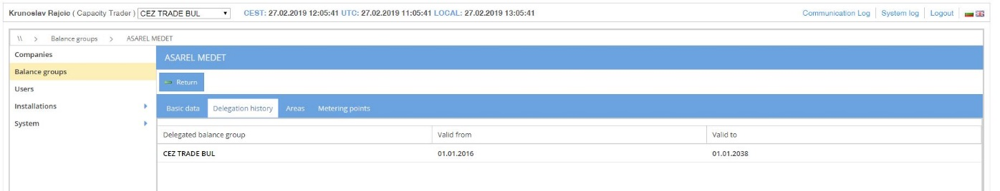 Krunoslav Rajcic ( Capacity Trader ) CEZ TRADE BUL CEST: 27.02.2019 12:05:41 UTC: 27.02.2019 11:05:41 LOCAL: 27.02.2019 13:05:41 Communication Log System log Logout
\\ > Balance groups > ASAREL MEDET
Companies
Balance groups
Users
Installations
System
ASAREL MEDET
Return
Basic data Delegation history Areas Metering points
Delegated balance group Valid from Valid to
CEZ TRADE BUL 01.01.2016 01.01.2038